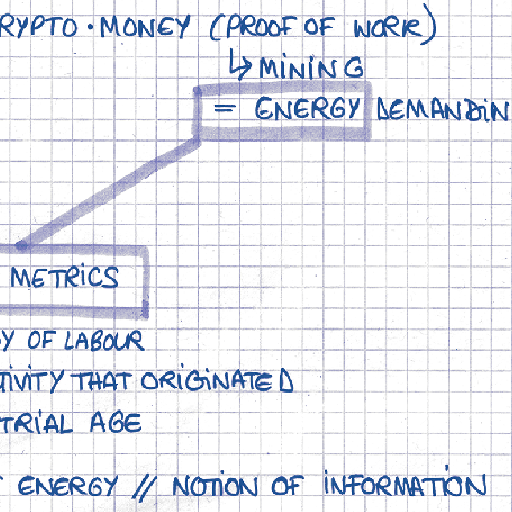 RYPTO · MONEY (PROOF OF WORK)
↳ MINING
= ENERGY DEMANDIN
METRICS
Y OF LABOUR
TIVITY THAT ORIGINATED
TRIAL AGE
ENERGY // NOTION OF INFORMATION